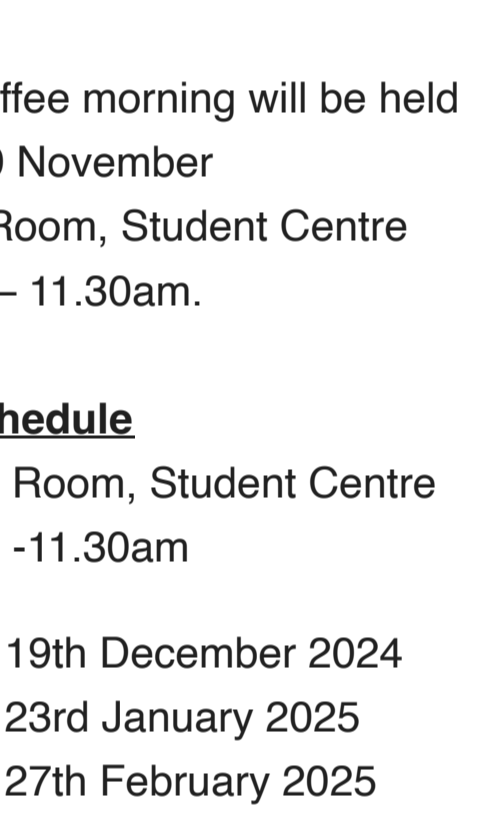 ffee morning will be held
November
Room, Student Centre
– 11.30am.
hedule
Room, Student Centre
-11.30am
19th December 2024
23rd January 2025
27th February 2025